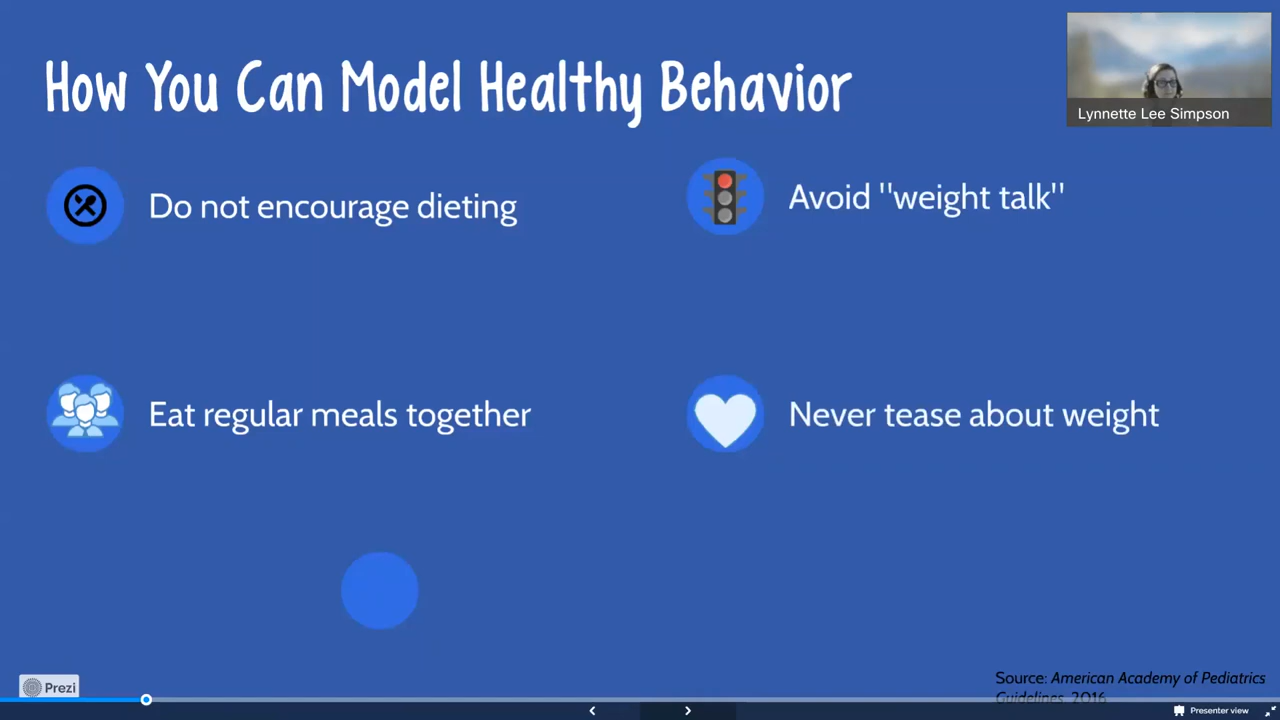 How You Can Model Healthy Behavior
Lynnette Lee Simpson
Do not encourage dieting
Avoid "weight talk"
Eat regular meals together
Never tease about weight
Source: American Academy of Pediatrics
Guidelines, 2016
Prezi
Presenter view